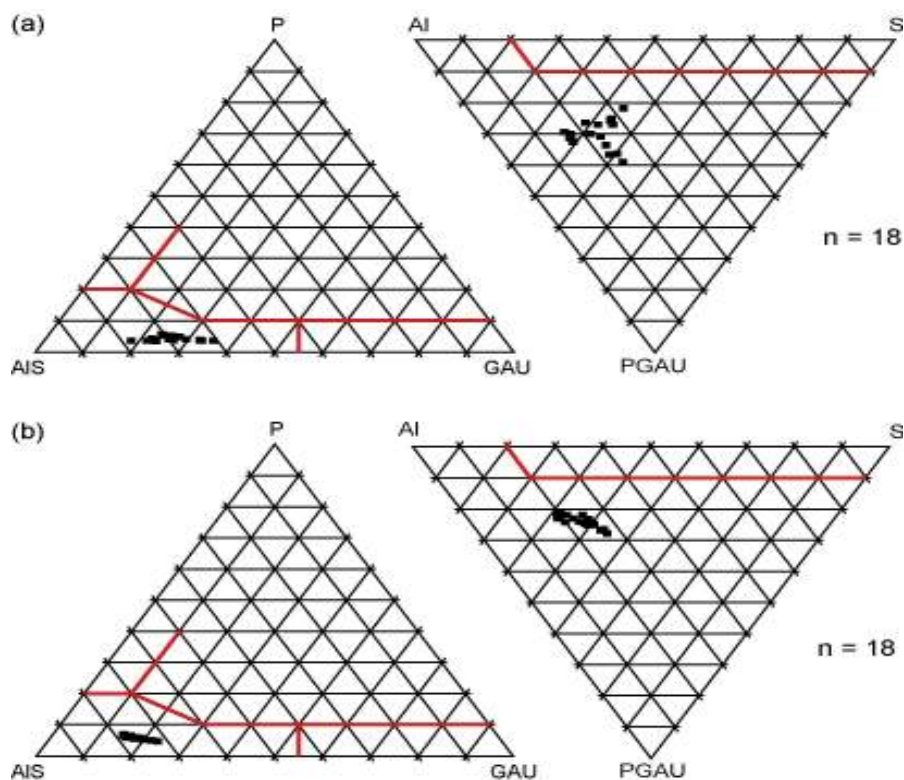 (a)
P
AIS
GAU
AI
S
PGAU
n = 18
(b)
P
AIS
GAU
AI
S
PGAU
n = 18